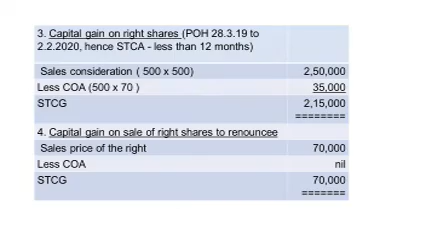 3. Capital gain on right shares (POH 28.3.19 to
2.2.2020, hence STCA - less than 12 months)
Sales consideration ( 500 x 500) 2,50,000
Less COA (500 x 70 ) 35,000
STCG 2,15,000
========
4. Capital gain on sale of right shares to renouncee
Sales price of the right 70,000
Less COA nil
STCG 70,000
=======